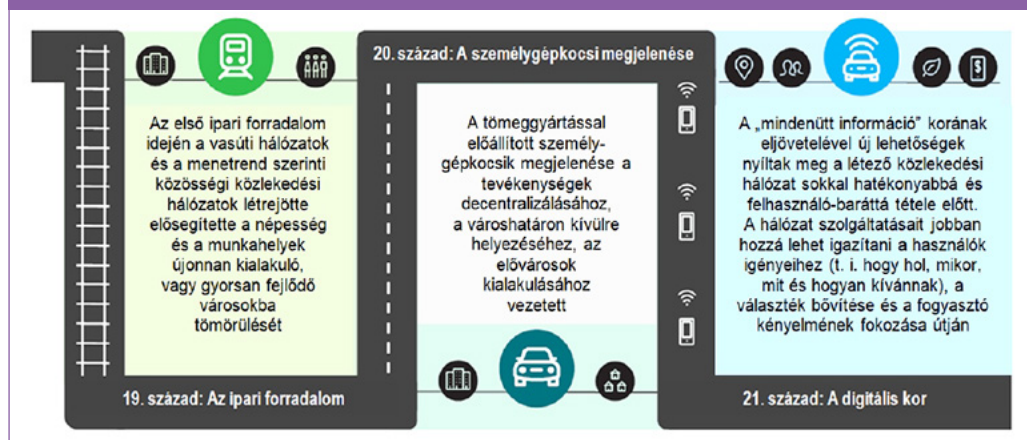 Az első ipari forradalom
idején a vasúti hálózatok
és a menetrend szerinti
közösségi közlekedési
hálózatok létrejötte
elősegítette a népesség
és a munkahelyek
újonnan kialakuló,
vagy gyorsan fejlődő
városokba
tömörülését
19. század: Az ipari forradalom
20. század: A személygépkocsi megjelenése
A tömeggyártással
előállított személy-
gépkocsik megjelenése a
tevékenységek
decentralizálásához,
a városhatáron kívülre
helyezéséhez, az
elővárosok
kialakulásához
vezetett
A „mindenütt információ” korának
eljövetelével új lehetőségek
nyíltak meg a létező közlekedési
hálózat sokkal hatékonyabbá és
felhasználó-baráttá tétele előtt.
A hálózat szolgáltatásait jobban
hozzá lehet igazítani a használók
igényeihez (t. i. hogy hol, mikor,
mit és hogyan kívánnak), a
választék bővítése és a fogyasztó
kényelmének fokozása útján
21. század: A digitális kor